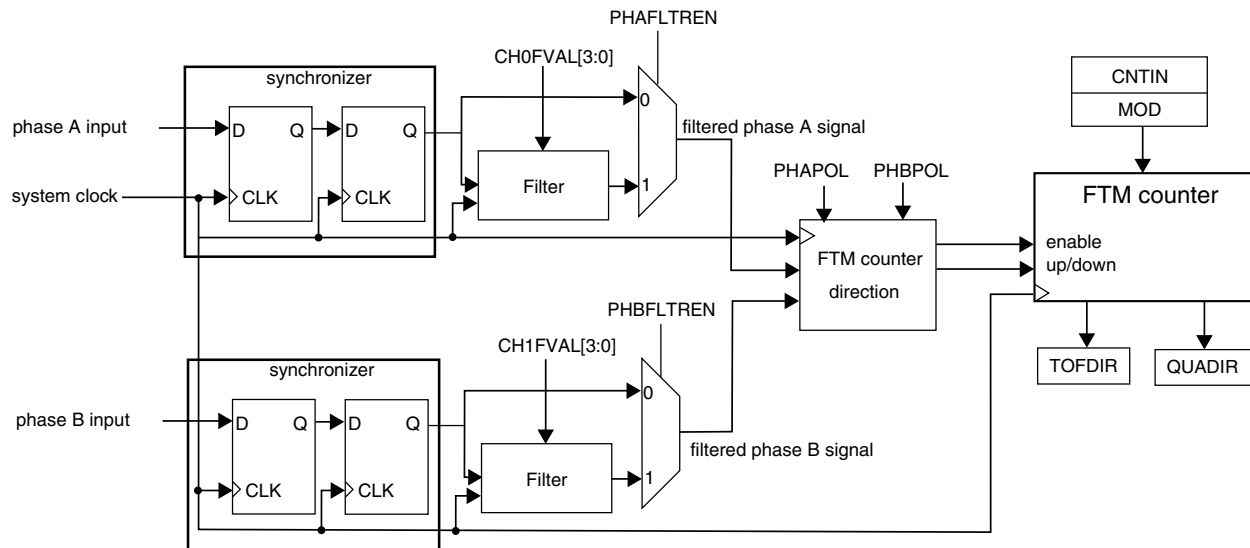 PHAFLTREN
CH0FVAL[3:0]
synchronizer
CNTIN
MOD
phase A input
D
Q
D
Q
0
filtered phase A signal
Filter
1
PHAPOL
PHBPOL
system clock
CLK
CLK
FTM counter
enable
up/down
FTM counter
direction
PHBFLTREN
CH1FVAL[3:0]
synchronizer
TOFDIR
QUADIR
phase B input
D
Q
D
Q
0
filtered phase B signal
Filter
1
CLK
CLK